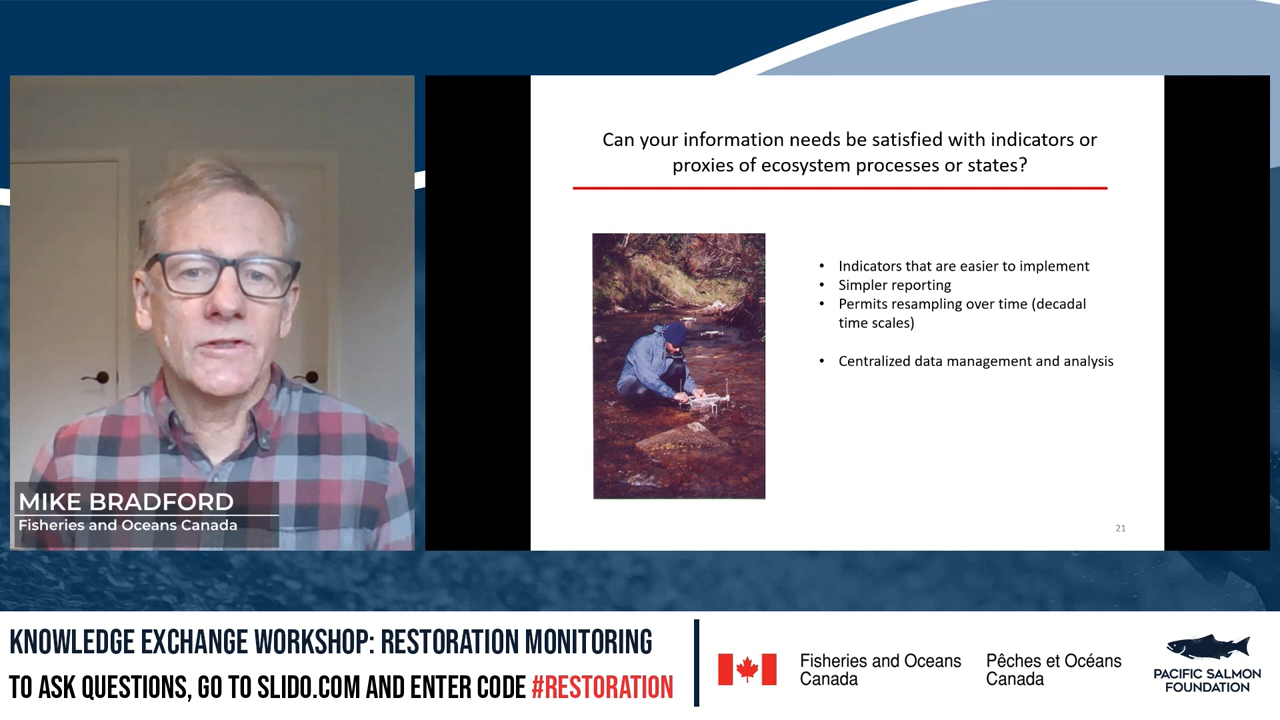 Can your information needs be satisfied with indicators or
proxies of ecosystem processes or states?
• Indicators that are easier to implement
• Simpler reporting
• Permits resampling over time (decadal
time scales)
• Centralized data management and analysis
21
MIKE BRADFORD
Fisheries and Oceans Canada
KNOWLEDGE EXCHANGE WORKSHOP: RESTORATION MONITORING
TO ASK QUESTIONS, GO TO SLIDO.COM AND ENTER CODE #RESTORATION
Fisheries and Oceans
Canada
Pêches et Océans
Canada
PACIFIC SALMON
FOUNDATION